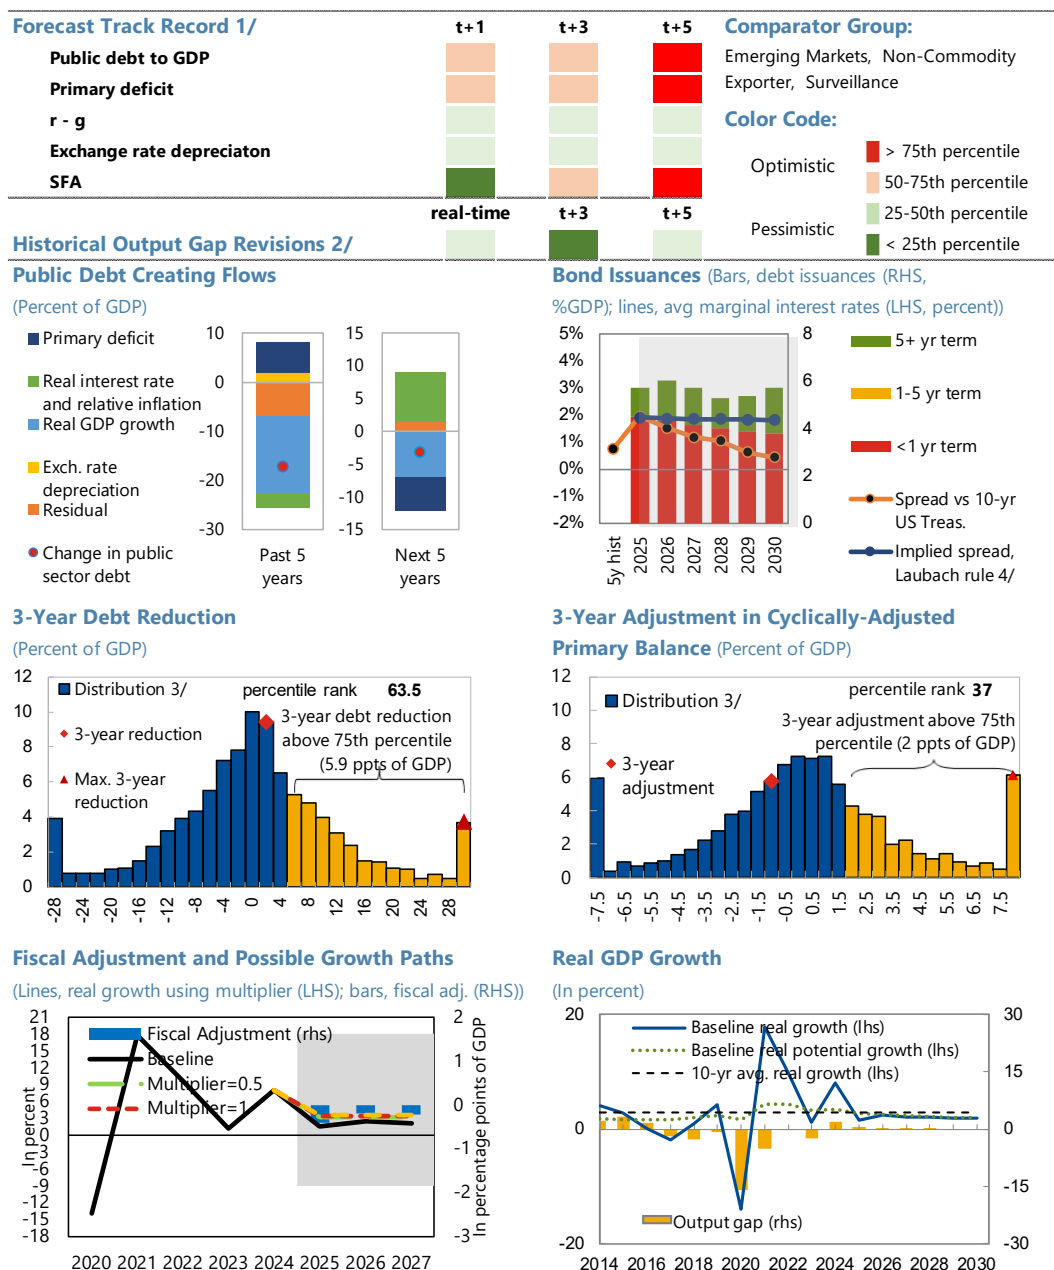 Forecast Track Record 1/ t+1 t+3 t+5
Public debt to GDP
Primary deficit
r - g
Exchange rate depreciaton
SFA
real-time t+3 t+5
Historical Output Gap Revisions 2/
Comparator Group:
Emerging Markets, Non-Commodity
Exporter, Surveillance
Color Code:
Optimistic
> 75th percentile
50-75th percentile
Pessimistic
25-50th percentile
< 25th percentile
Public Debt Creating Flows
(Percent of GDP)
Primary deficit
Real interest rate
and relative inflation
Real GDP growth
Exch. rate
depreciation
Residual
Change in public
sector debt
10
0
-10
-20
-30
Past 5
years
15
10
5
0
-5
-10
-15
Next 5
years
Bond Issuances (Bars, debt issuances (RHS,
%GDP); lines, avg marginal interest rates (LHS, percent))
5%
4%
3%
2%
1%
0%
-1%
-2%
8
6
4
2
0
5y hist 2025 2026 2027 2028 2029 2030
5+ yr term
1-5 yr term
<1 yr term
Spread vs 10-yr
US Treas.
Implied spread,
Laubach rule 4/
3-Year Debt Reduction
(Percent of GDP)
12
10
8
6
4
2
0
Distribution 3/
3-year reduction
Max. 3-year
reduction
percentile rank 63.5
3-year debt reduction
above 75th percentile
(5.9 ppts of GDP)
-28 -24 -20 -16 -12 -8 -4 0 4 8 12 16 20 24 28
3-Year Adjustment in Cyclically-Adjusted
Primary Balance (Percent of GDP)
12
10
8
6
4
2
0
Distribution 3/
3-year
adjustment
percentile rank 37
3-year adjustment above 75th
percentile (2 ppts of GDP)
-7.5 -6.5 -5.5 -4.5 -3.5 -2.5 -1.5 -0.5 0.5 1.5 2.5 3.5 4.5 5.5 6.5 7.5
Fiscal Adjustment and Possible Growth Paths
(Lines, real growth using multiplier (LHS); bars, fiscal adj. (RHS))
In percent
21
18
15
12
9
6
3
0
-3
-6
-9
-12
-15
-18
Fiscal Adjustment (rhs)
Baseline
Multiplier=0.5
Multiplier=1
2
1
0
-1
-2
-3
In percentage points of GDP
2020 2021 2022 2023 2024 2025 2026 2027
Real GDP Growth
(In percent)
20
0
-20
Baseline real growth (lhs)
Baseline real potential growth (lhs)
10-yr avg. real growth (lhs)
Output gap (rhs)
30
15
0
-15
-30
2014 2016 2018 2020 2022 2024 2026 2028 2030